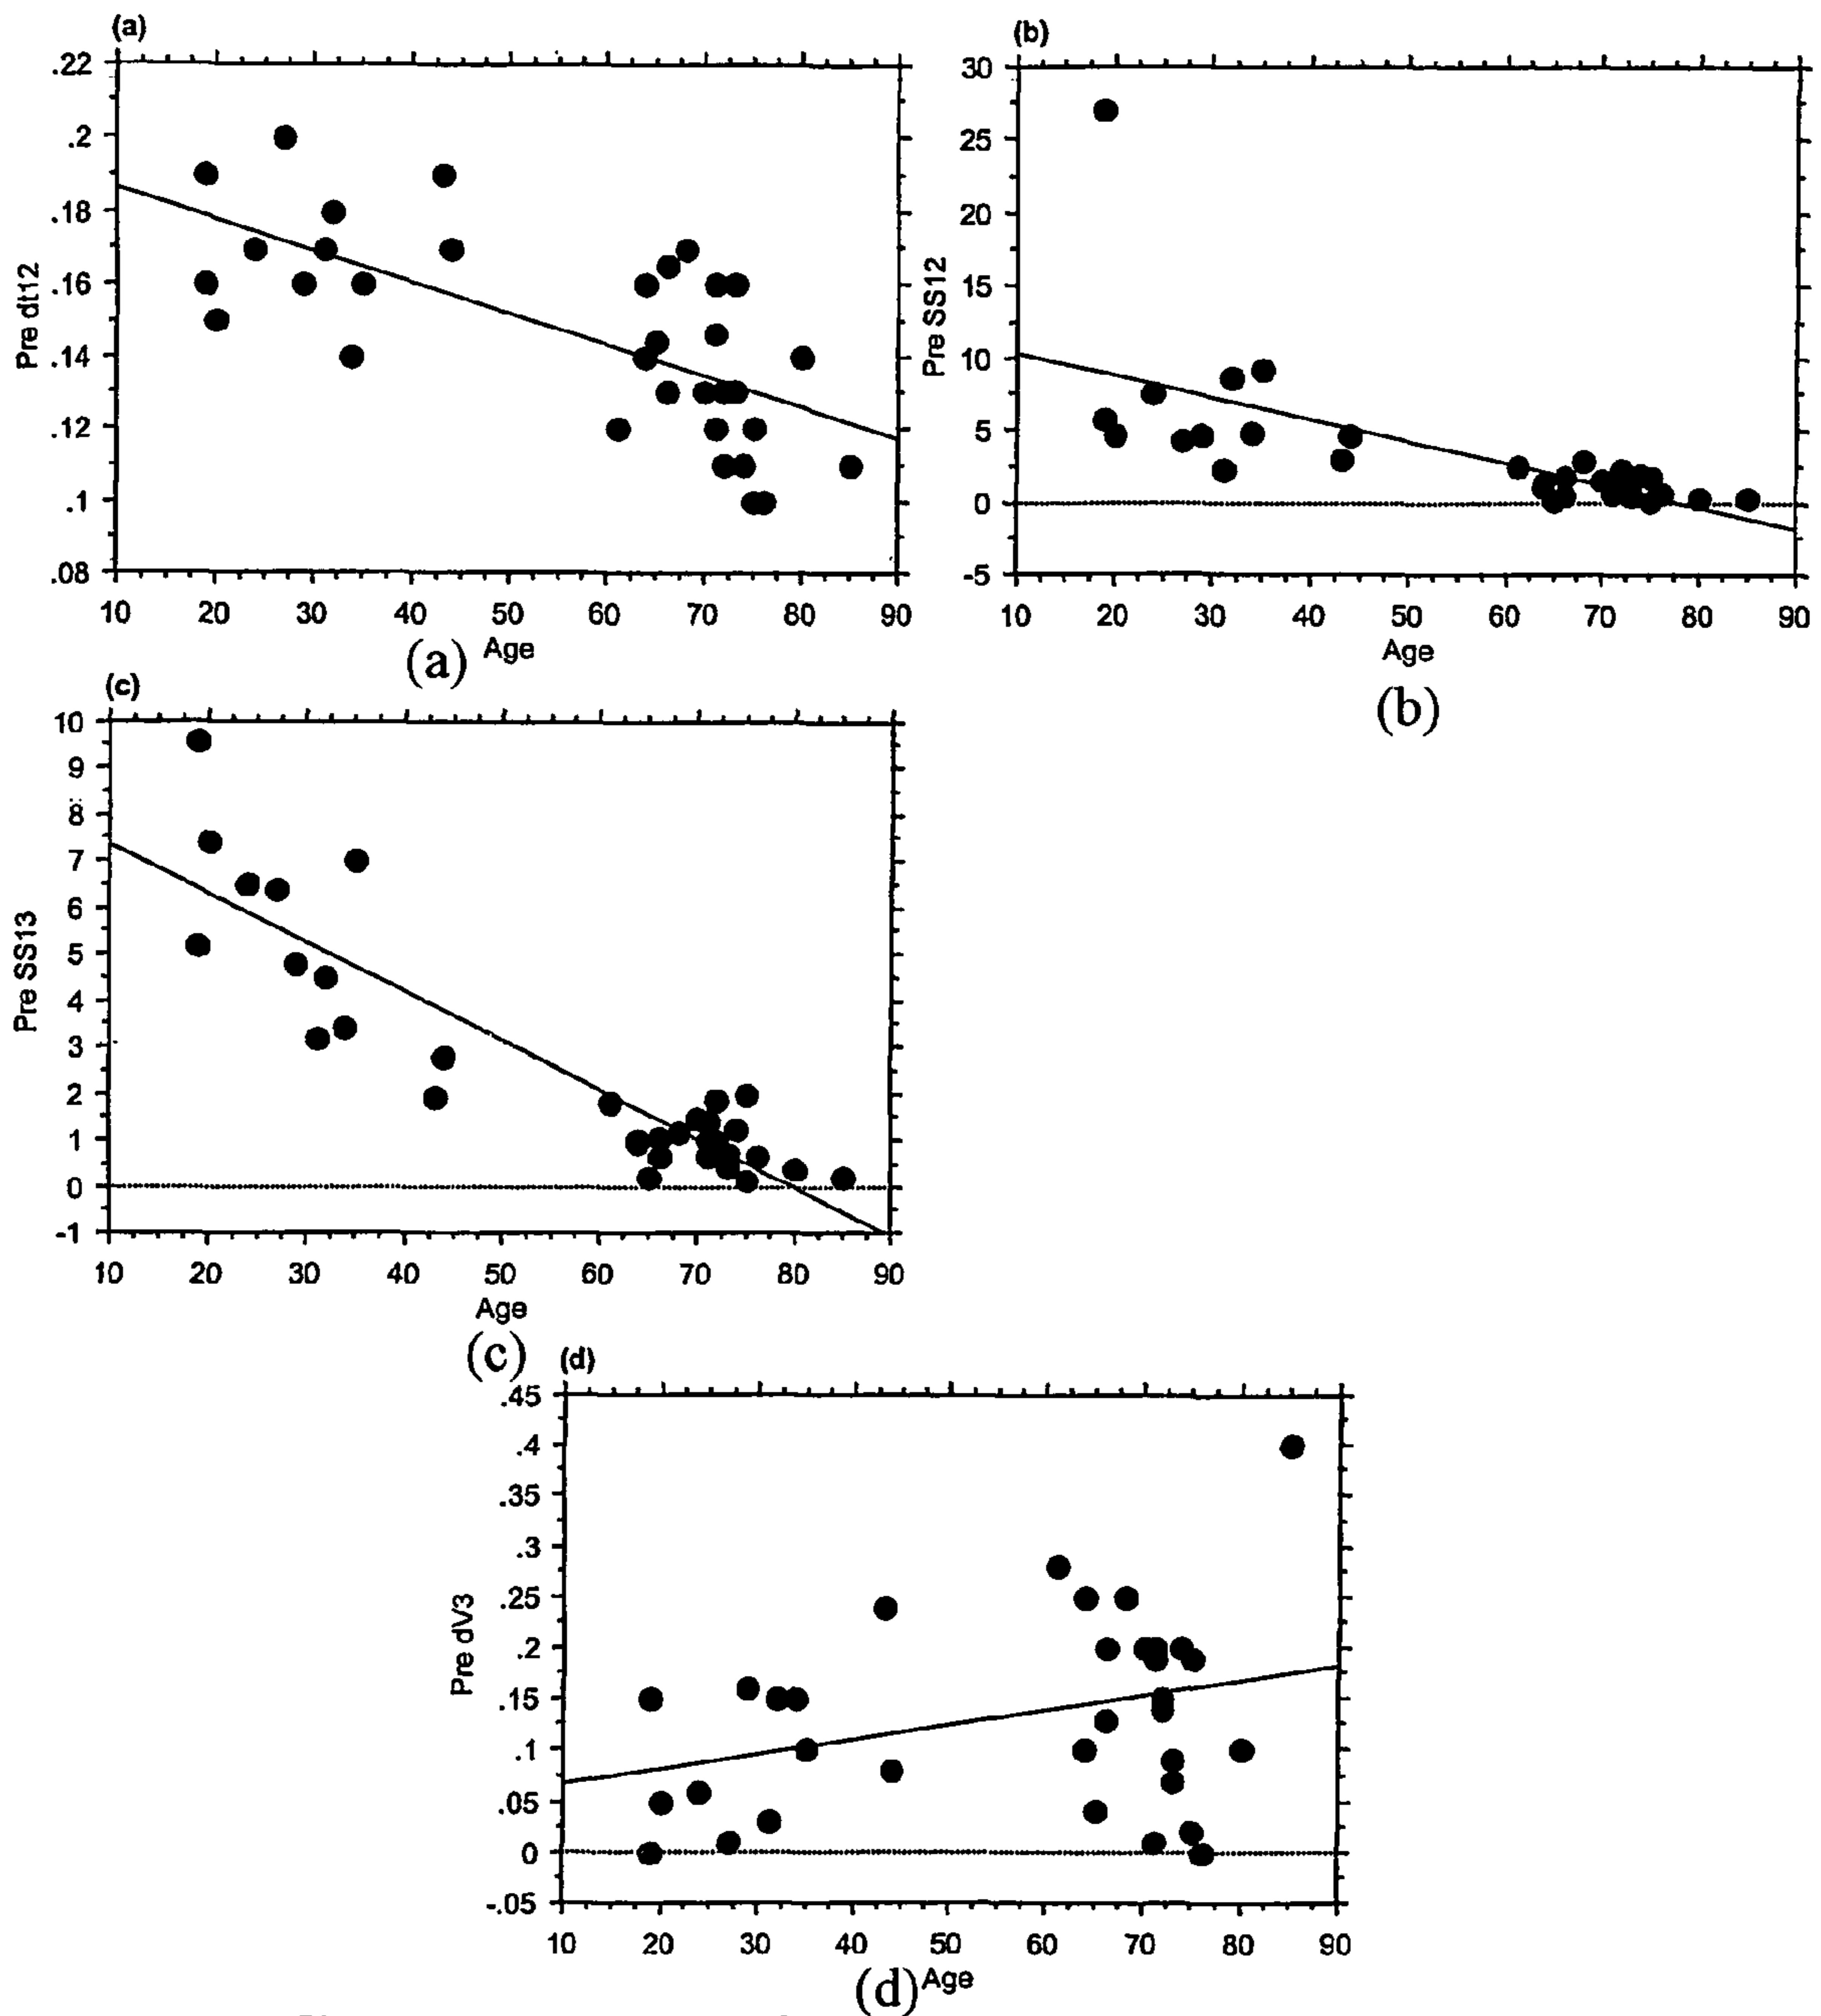 (a)
.22
.2
.18
.16
.14
.12
.1
.08
Pre dt12
10 20 30 40 50 60 70 80 90
Age
(a)
(b)
30
25
20
15
10
5
0
-5
Pre SS12
10 20 30 40 50 60 70 80 90
Age
(b)
(c)
10
9
8
7
6
5
4
3
2
1
0
-1
Pre SS13
10 20 30 40 50 60 70 80 90
Age
(c)
(d)
.45
.4
.35
.3
.25
.2
.15
.1
.05
0
-.05
Pre dV3
10 20 30 40 50 60 70 80 90
Age
(d)